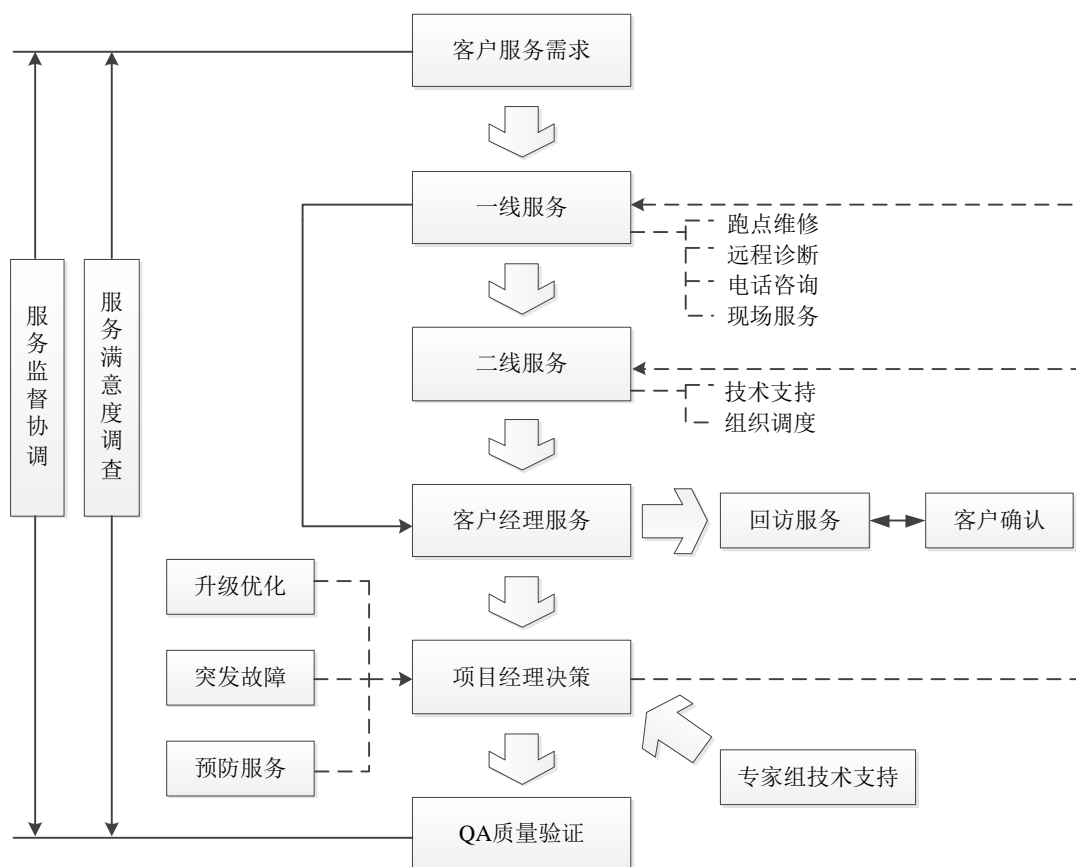 客户服务需求
一线服务
跑点维修
远程诊断
电话咨询
现场服务
服务监督协调
服务满意度调查
二线服务
技术支持
组织调度
客户经理服务
回访服务
客户确认
升级优化
突发故障
项目经理决策
预防服务
专家组技术支持
QA质量验证